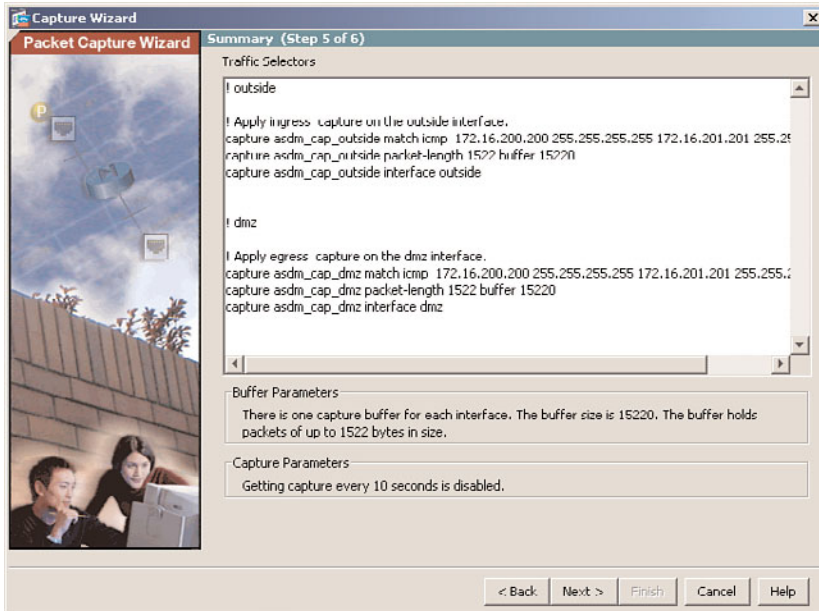 Capture Wizard
Packet Capture Wizard
Summary (Step 5 of 6)
Traffic Selectors
! outside
! Apply ingress capture on the outside interface.
capture asdm_cap_outside match icmp 172.16.200.200 255.255.255.255 172.16.201.201 255.25
capture asdm_cap_outside packet-length 1522 buffer 15220
capture asdm_cap_outside interface outside
! dmz
! Apply egress capture on the dmz interface.
capture asdm_cap_dmz match icmp 172.16.200.200 255.255.255.255 172.16.201.201 255.255.2
capture asdm_cap_dmz packet-length 1522 buffer 15220
capture asdm_cap_dmz interface dmz
Buffer Parameters
There is one capture buffer for each interface. The buffer size is 15220. The buffer holds
packets of up to 1522 bytes in size.
Capture Parameters
Getting capture every 10 seconds is disabled.
P
< Back
Next >
Finish
Cancel
Help